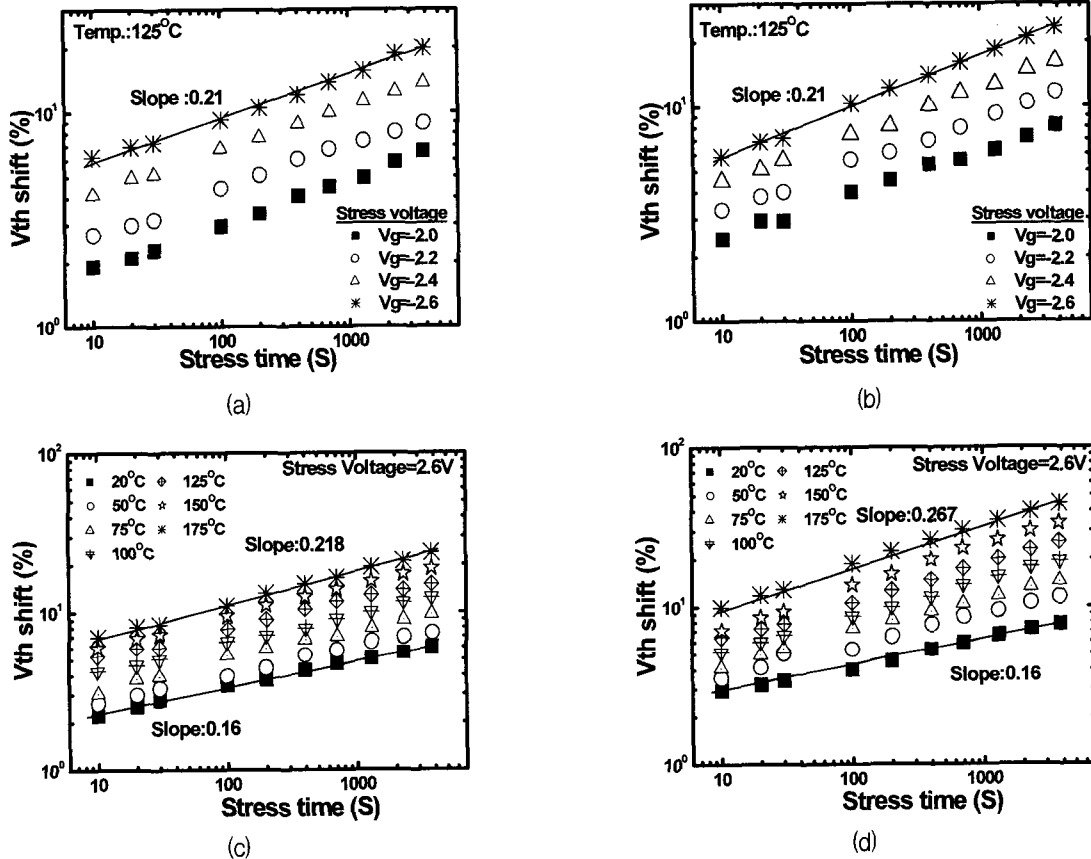 Temp.:125°C
Slope :0.21
Vth shift (%)
10¹
10⁰
Stress voltage
Vg=-2.0
Vg=-2.2
Vg=-2.4
Vg=-2.6
10 100 1000
Stress time (S)
(a)
Temp.:125°C
Slope :0.21
Vth shift (%)
10¹
10⁰
Stress voltage
Vg=-2.0
Vg=-2.2
Vg=-2.4
Vg=-2.6
10 100 1000
Stress time (S)
(b)
10²
Stress Voltage=2.6V
20°C 125°C
50°C 150°C
75°C 175°C
100°C
Slope:0.218
Vth shift (%)
10¹
Slope:0.16
10⁰
10 100 1000
Stress time (S)
(c)
10²
Stress Voltage=2.6V
20°C 125°C
50°C 150°C
75°C 175°C
100°C
Slope:0.267
Vth shift (%)
10¹
Slope:0.16
10⁰
10 100 1000
Stress time (S)
(d)